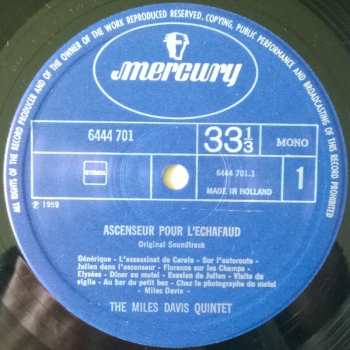 ALL RIGHTS OF THE RECORD PRODUCER AND OF THE OWNER OF THE WORK REPRODUCED RESERVED. COPYING, PUBLIC PERFORMANCE AND BROADCASTING OF THIS RECORD PROHIBITED
mercury
6444 701
33 1/3
MONO
STEMRA
6444 701.1
MADE IN HOLLAND
1
℗ 1959
ASCENSEUR POUR L'ECHAFAUD
Original Soundtrack
Générique - L'assassinat de Carala - Sur l'autoroute -
Julien dans l'ascenseur - Florence sur les Champs -
Elysées - Dîner au motel - Evasion de Julien - Visite du
vigile - Au bar du petit bac - Chez le photographe du motel
- Miles Davis -
THE MILES DAVIS QUINTET